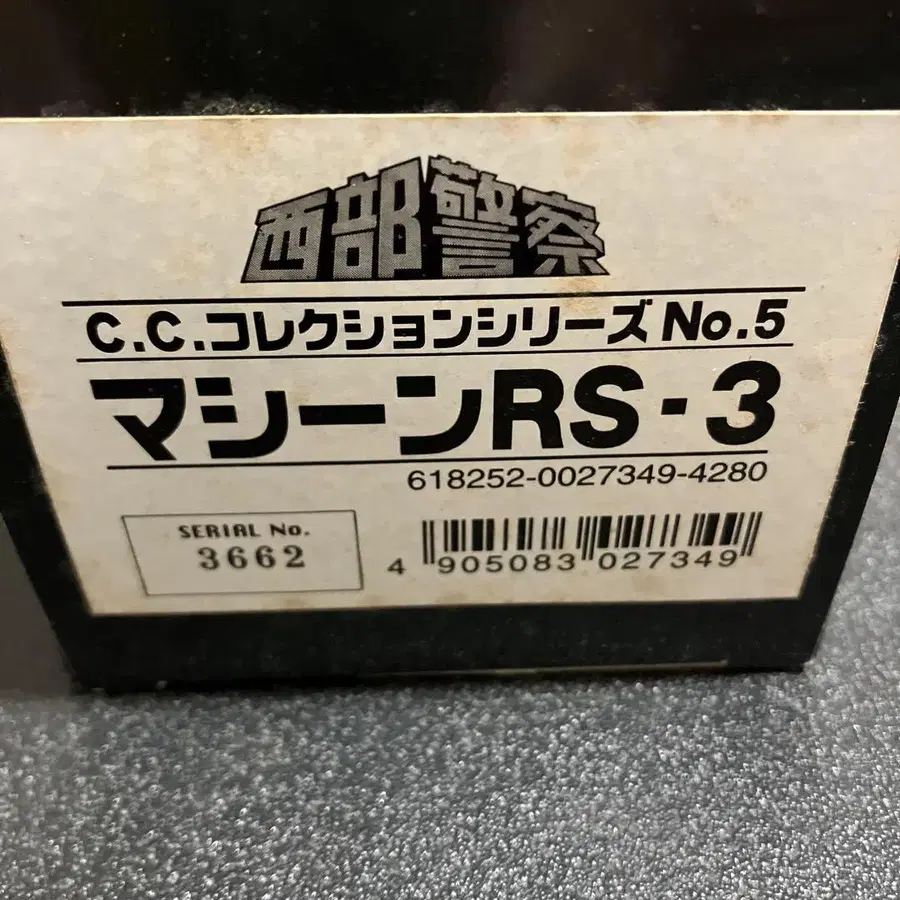 西部警察
C.C.コレクションシリーズ No.5
マシーンRS・3
618252-0027349-4280
SERIAL No.
3662
4 905083 027349